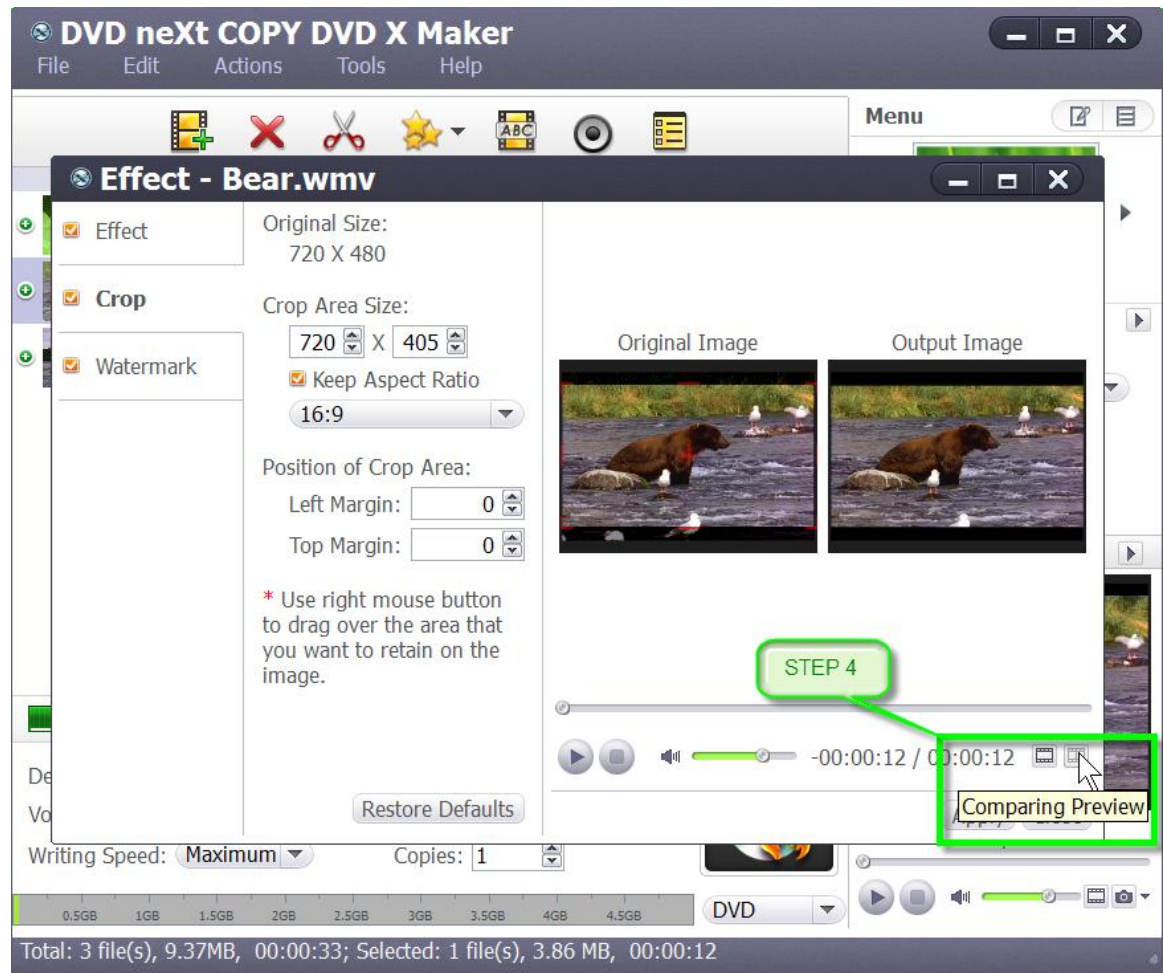 DVD neXt COPY DVD X Maker
File Edit Actions Tools Help
ABC
Menu
Effect - Bear.wmv
Effect
Crop
Watermark
Original Size:
720 X 480
Crop Area Size:
720 X 405
Keep Aspect Ratio
16:9
Position of Crop Area:
Left Margin: 0
Top Margin: 0
* Use right mouse button
to drag over the area that
you want to retain on the
image.
Restore Defaults
Original Image Output Image
STEP 4
-00:00:12 / 00:00:12
Comparing Preview
De
Vo
Writing Speed: Maximum Copies: 1
0.5GB 1GB 1.5GB 2GB 2.5GB 3GB 3.5GB 4GB 4.5GB
DVD
Total: 3 file(s), 9.37MB, 00:00:33; Selected: 1 file(s), 3.86 MB, 00:00:12